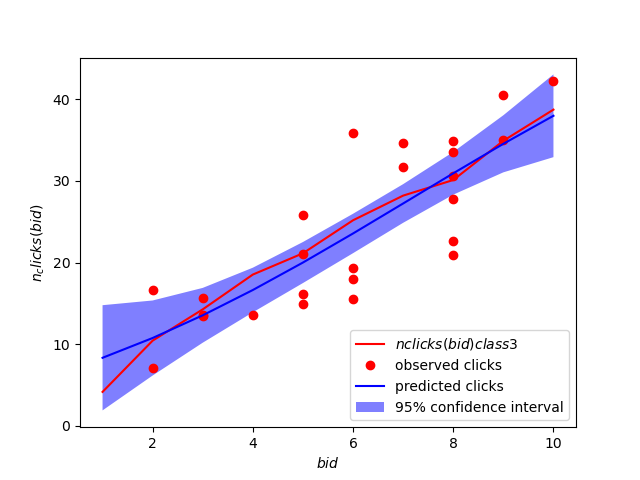 40
30
20
10
0
n_clicks(bid)
2 4 6 8 10
bid
nclicks(bid)class3
observed clicks
predicted clicks
95% confidence interval